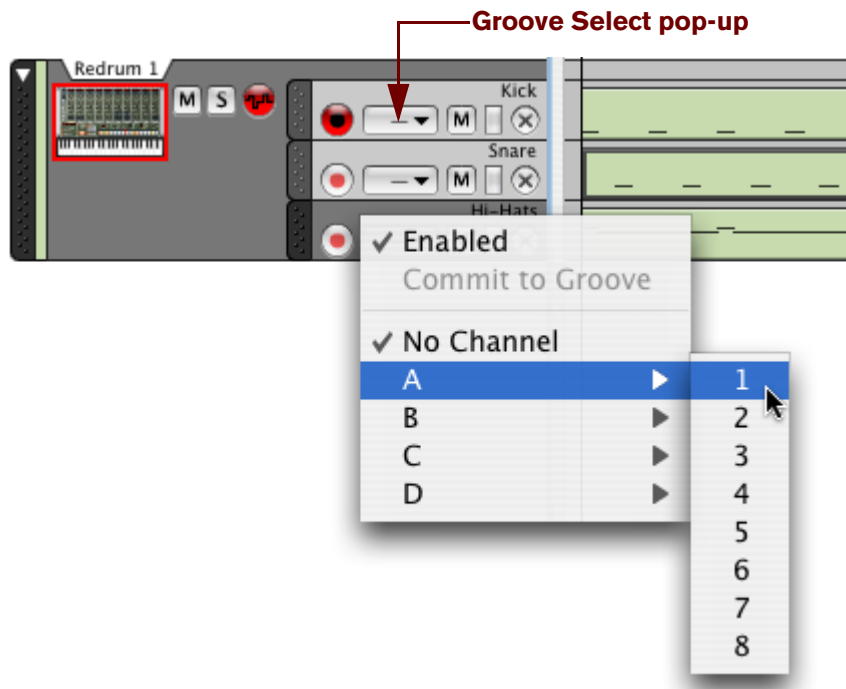 Groove Select pop-up
Redrum 1
M S
Kick
M
Snare
M
Hi-Hats
Enabled
Commit to Groove
No Channel
A
B
C
D
1
2
3
4
5
6
7
8